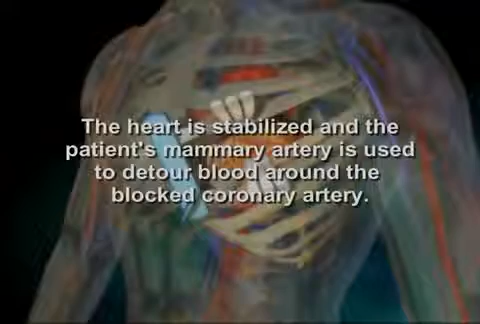 The heart is stabilized and the
patient's mammary artery is used
to detour blood around the
blocked coronary artery.